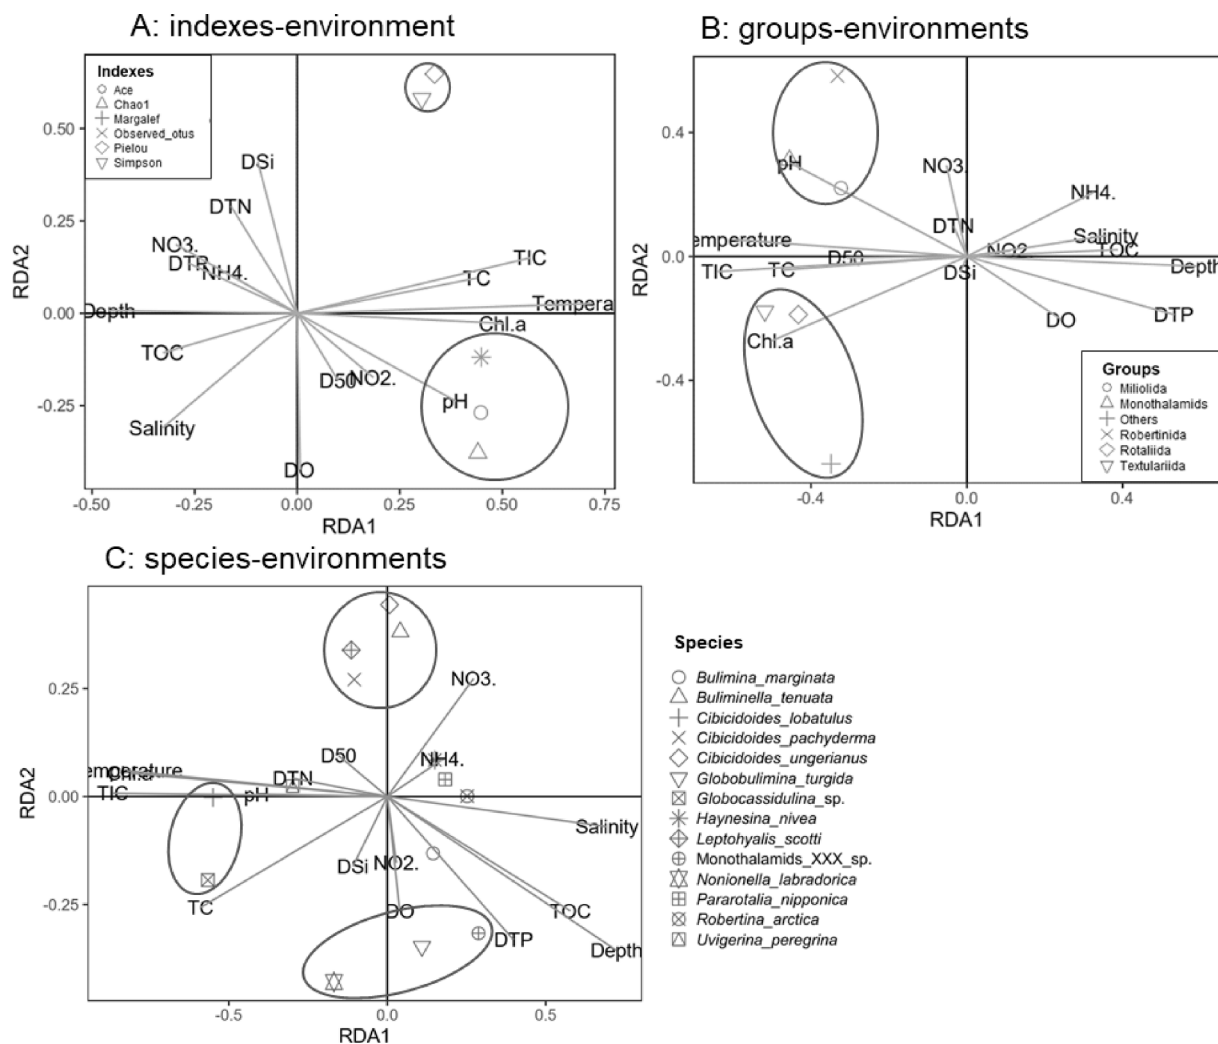 A: indexes-environment
Indexes
Ace
Chao1
Margalef
Observed_otus
Pielou
Simpson
0.50
0.25
0.00
-0.25
RDA2
DSi
DTN
NO3.
DTP
NH4.
Depth
TOC
Salinity
DO
D50
NO2.
pH
Chl.a
Tempera
TC
TIC
-0.50
0.00
0.25
0.50
0.75
RDA1
B: groups-environments
0.4
0.0
-0.4
RDA2
pH
NO3.
NH4.
DTN
Salinity
emperature
NO2
TOC
D50
TIC
TC
DSi
Depth
DO
DTP
Chl.a
Groups
Miliolida
Monothalamids
Others
Robertinida
Rotaliida
Textulariida
-0.4
0.0
0.4
RDA1
C: species-environments
0.25
0.00
-0.25
RDA2
NO3.
D50
NH4.
emperature
Chl.a
DTN
TIC
pH
Salinity
DSi
NO2.
TC
DO
TOC
DTP
Depth
-0.5
0.0
0.5
RDA1
Species
Bulimina_marginata
Buliminella_tenuata
Cibicidoides_lobatulus
Cibicidoides_pachyderma
Cibicidoides_ungerianus
Globobulimina_turgida
Globocassidulina_sp.
Haynesina_nivea
Leptohyalis_scotti
Monothalamids_XXX_sp.
Nonionella_labradorica
Pararotalia_nipponica
Robertina_arctica
Uvigerina_peregrina